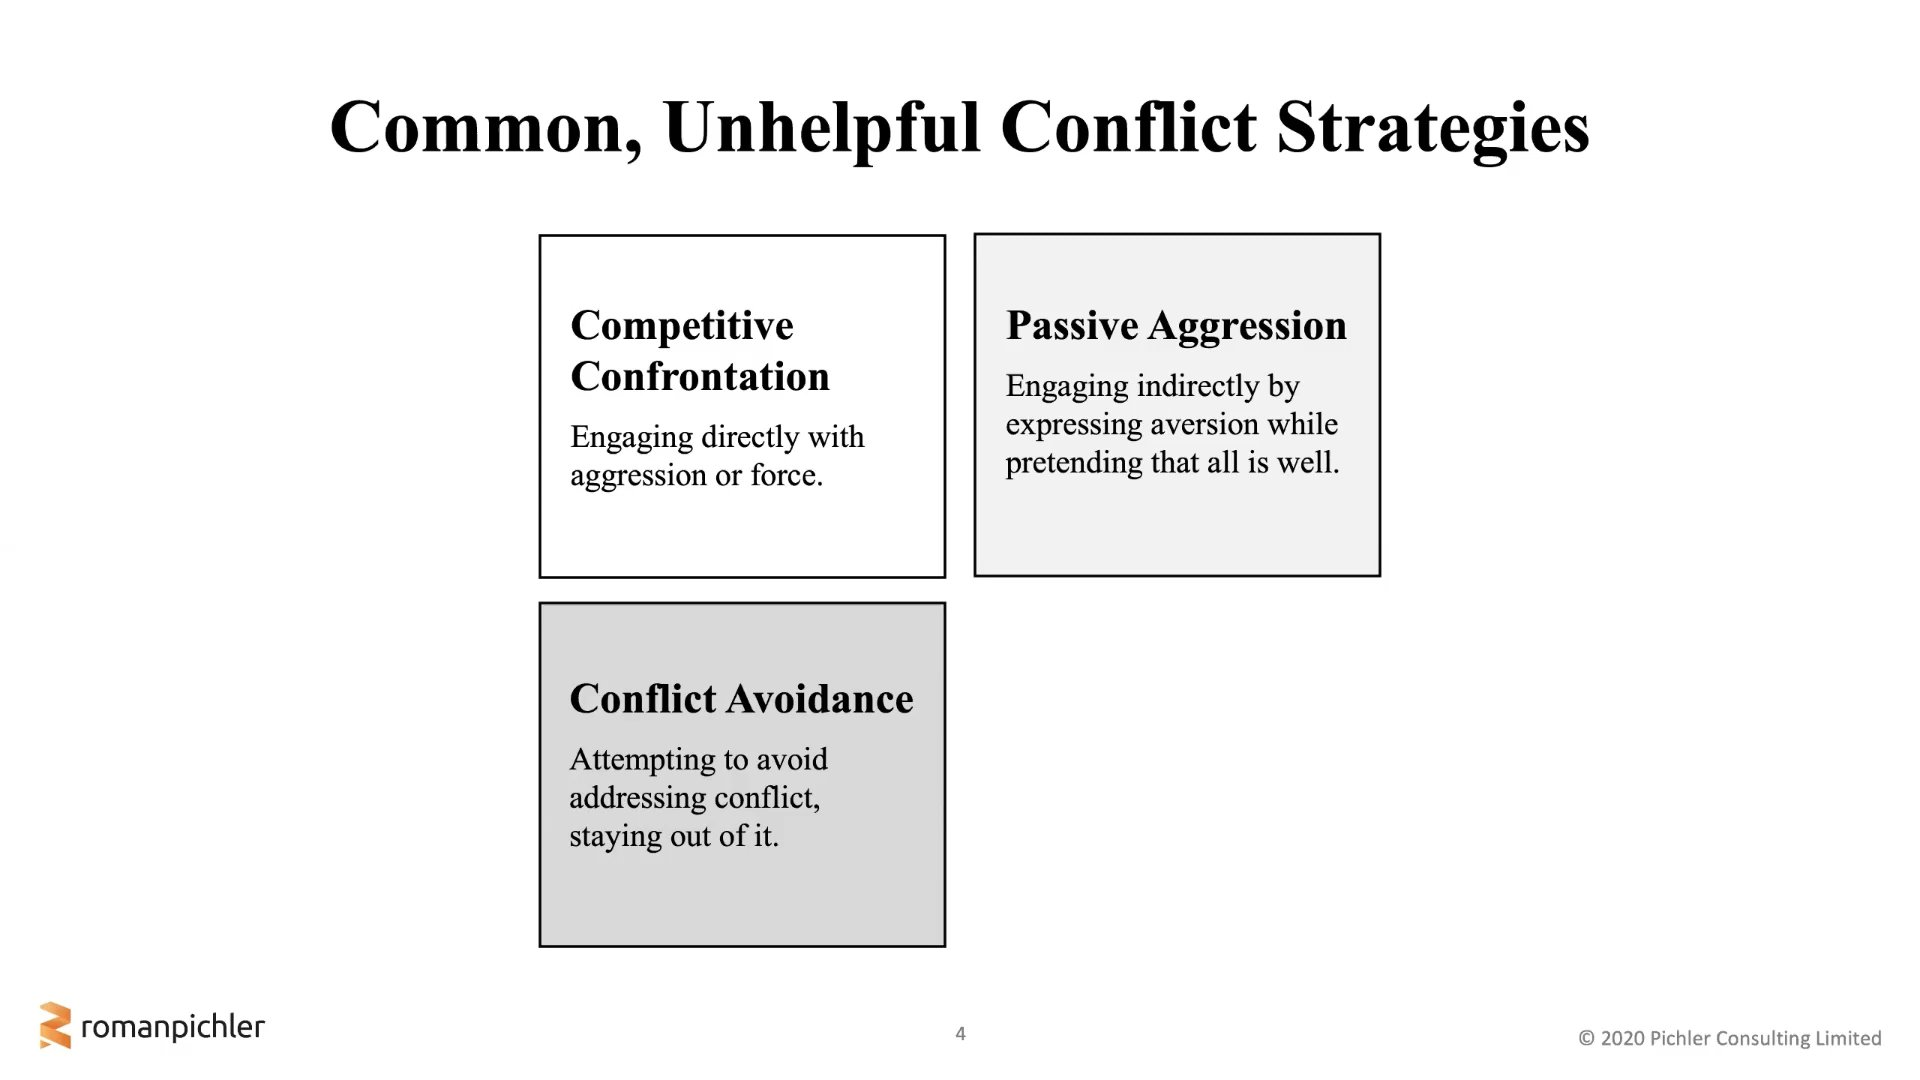 Common, Unhelpful Conflict Strategies
Competitive
Confrontation
Engaging directly with
aggression or force.
Passive Aggression
Engaging indirectly by
expressing aversion while
pretending that all is well.
Conflict Avoidance
Attempting to avoid
addressing conflict,
staying out of it.
romanpichler
4
© 2020 Pichler Consulting Limited